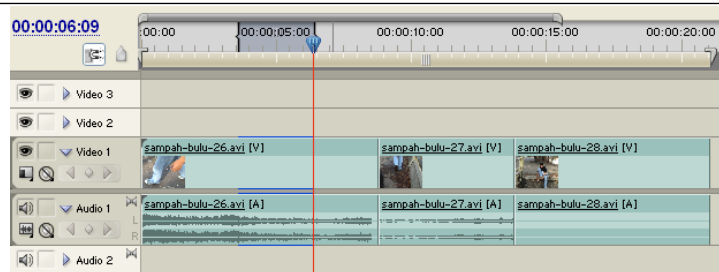 00:00:06:09
:00:00 00:00:05:00 00:00:10:00 00:00:15:00 00:00:20:00
Video 3
Video 2
Video 1
sampah-bulu-26.avi [V] sampah-bulu-27.avi [V] sampah-bulu-28.avi [V]
Audio 1
sampah-bulu-26.avi [A] sampah-bulu-27.avi [A] sampah-bulu-28.avi [A]
L
R
Audio 2